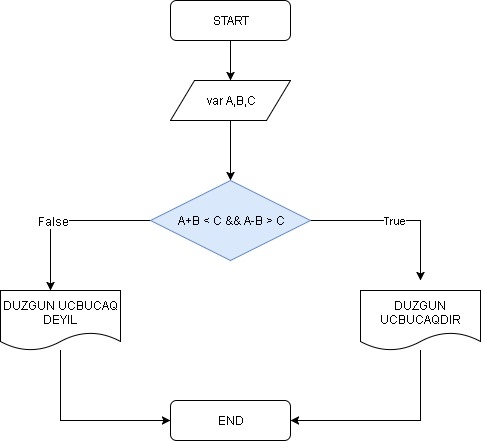 START
var A,B,C
A+B < C && A-B > C
False
True
DUZGUN UCBUCAQ
DEYIL
DUZGUN
UCBUCAQDIR
END